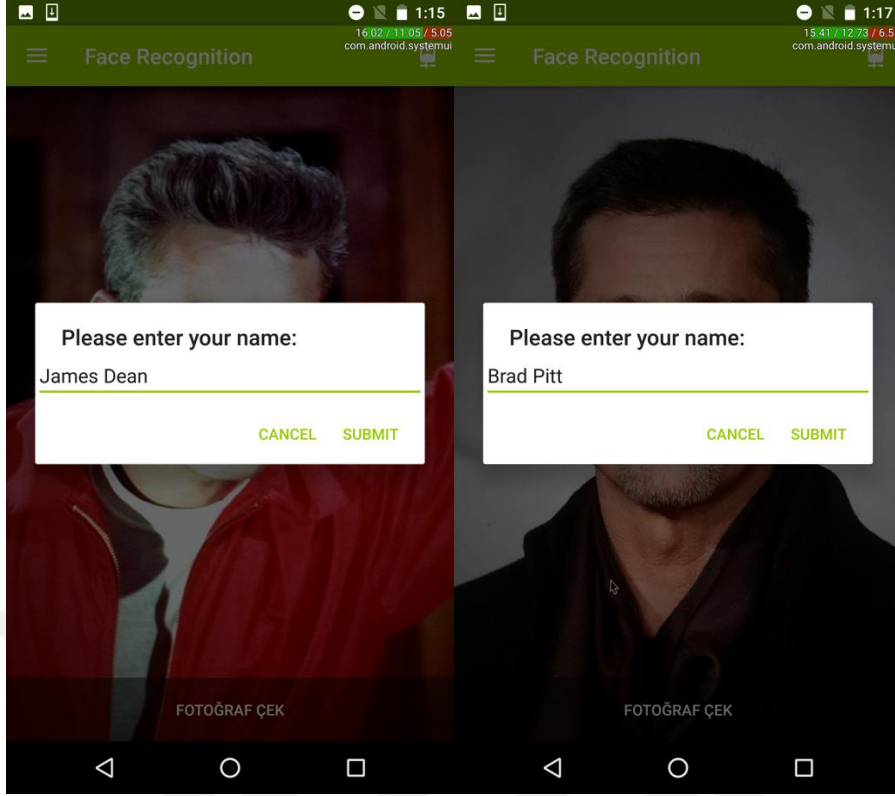 1:15
16.02 / 11.05 / 5.05
com.android.systemui
Face Recognition
Please enter your name:
James Dean
CANCEL SUBMIT
FOTOĞRAF ÇEK
1:17
15.41 / 12.73 / 6.5
com.android.systemu
Face Recognition
Please enter your name:
Brad Pitt
CANCEL SUBMIT
FOTOĞRAF ÇEK